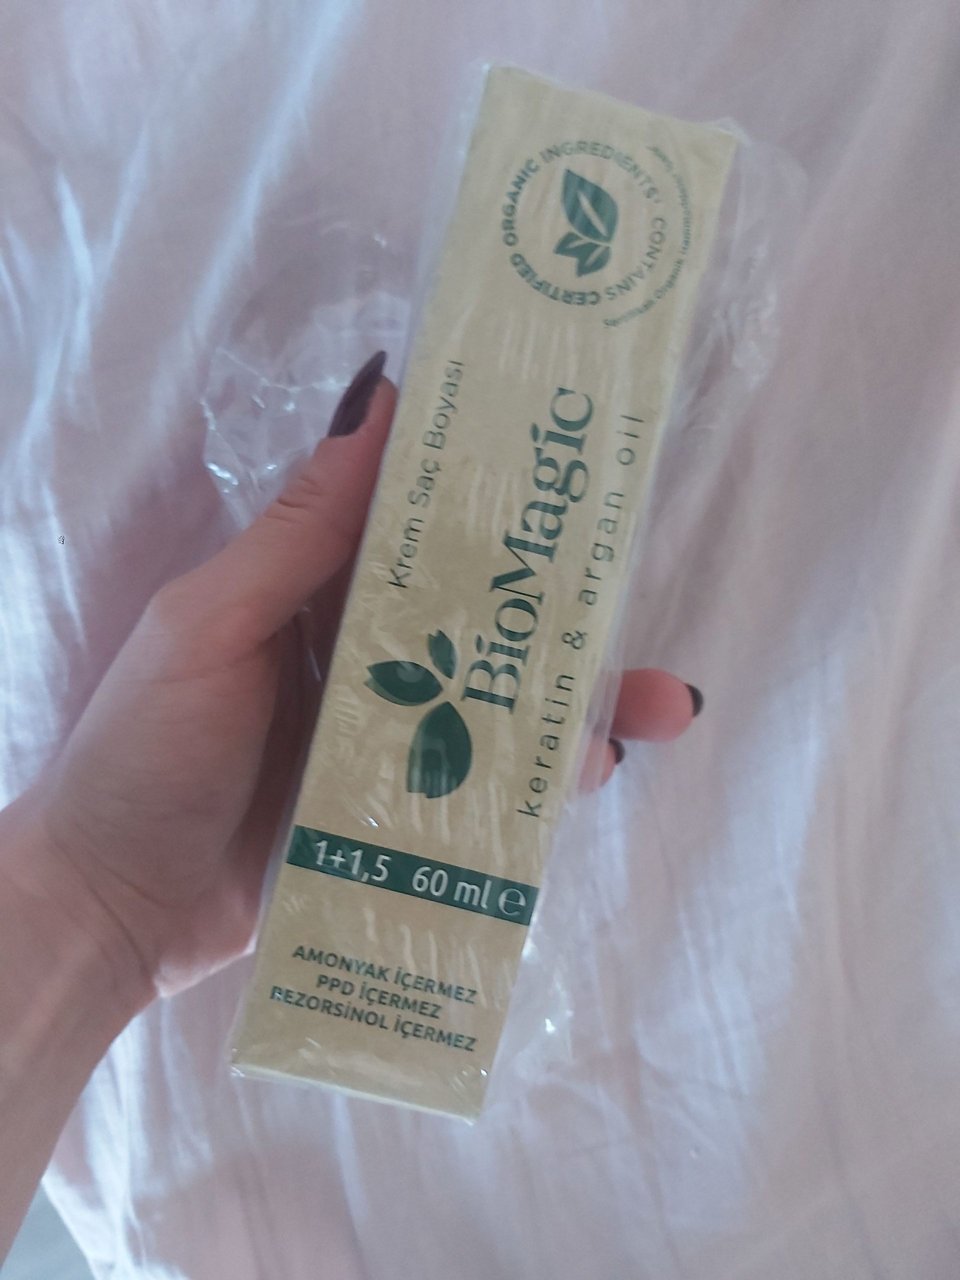 CONTAINS CERTIFIED ORGANIC INGREDIENTS*
Krem Saç Boyası
BioMagic
keratin & argan oil
1+1,5 60 ml ℮
AMONYAK İÇERMEZ
PPD İÇERMEZ
REZORSİNOL İÇERMEZ